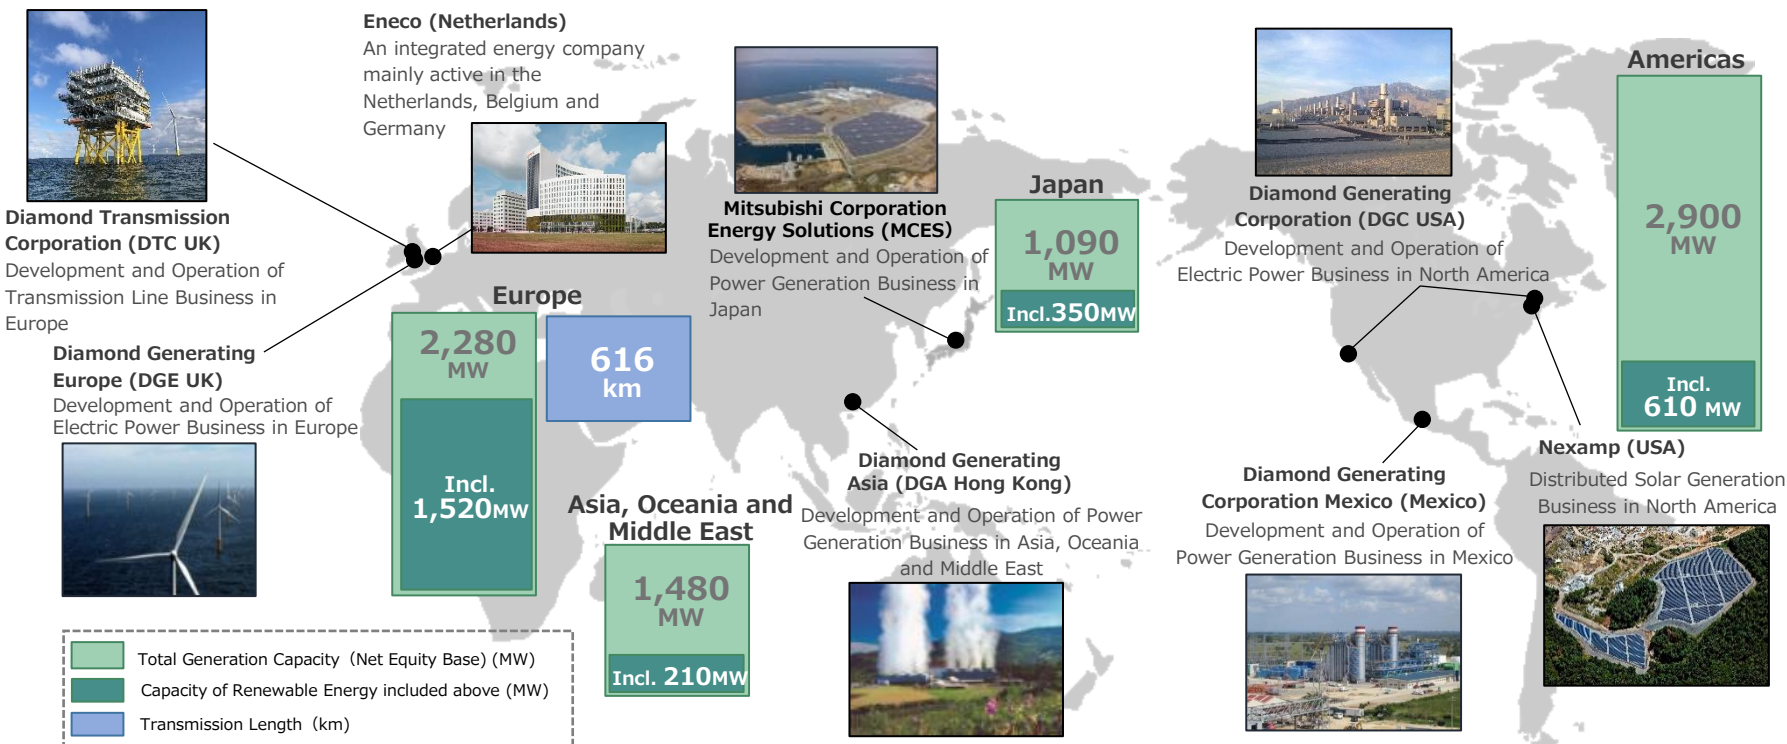 Eneco (Netherlands)
An integrated energy company
mainly active in the
Netherlands, Belgium and
Germany
Diamond Transmission
Corporation (DTC UK)
Development and Operation of
Transmission Line Business in
Europe
Diamond Generating
Europe (DGE UK)
Development and Operation of
Electric Power Business in Europe
Europe
2,280
MW
Incl.
1,520MW
616
km
Mitsubishi Corporation
Energy Solutions (MCES)
Development and Operation of
Power Generation Business in
Japan
Japan
1,090
MW
Incl.350MW
Asia, Oceania and
Middle East
1,480
MW
Incl. 210MW
Diamond Generating
Asia (DGA Hong Kong)
Development and Operation of Power
Generation Business in Asia, Oceania
and Middle East
Diamond Generating
Corporation (DGC USA)
Development and Operation of
Electric Power Business in North America
Americas
2,900
MW
Incl.
610 MW
Diamond Generating
Corporation Mexico (Mexico)
Development and Operation of
Power Generation Business in Mexico
Nexamp (USA)
Distributed Solar Generation
Business in North America
Total Generation Capacity（Net Equity Base) (MW)
Capacity of Renewable Energy included above (MW)
Transmission Length（km)